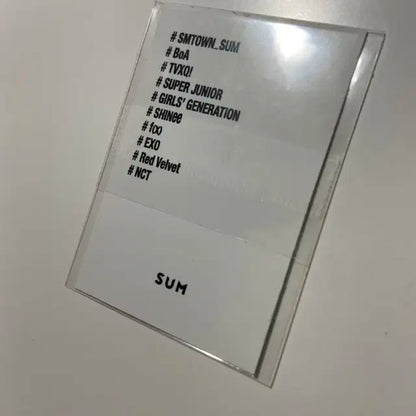 # SMTOWN_SUM
# BoA
# TVXQ!
# SUPER JUNIOR
# GIRLS' GENERATION
# SHINee
# f(x)
# EXO
# Red Velvet
# NCT
SUM